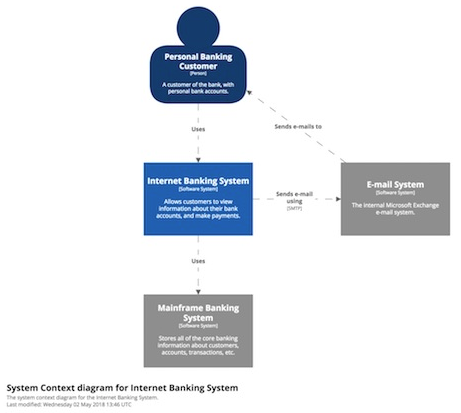 Personal Banking
Customer
[Person]
A customer of the bank, with
personal bank accounts.
Sends e-mails to
Uses
Internet Banking System
[Software System]
Allows customers to view
information about their bank
accounts, and make payments.
Sends e-mail
using
[SMTP]
E-mail System
[Software System]
The internal Microsoft Exchange
e-mail system.
Uses
Mainframe Banking
System
[Software System]
Stores all of the core banking
information about customers,
accounts, transactions, etc.
System Context diagram for Internet Banking System
The system context diagram for the Internet Banking System.
Last modified: Wednesday 02 May 2018 13:46 UTC